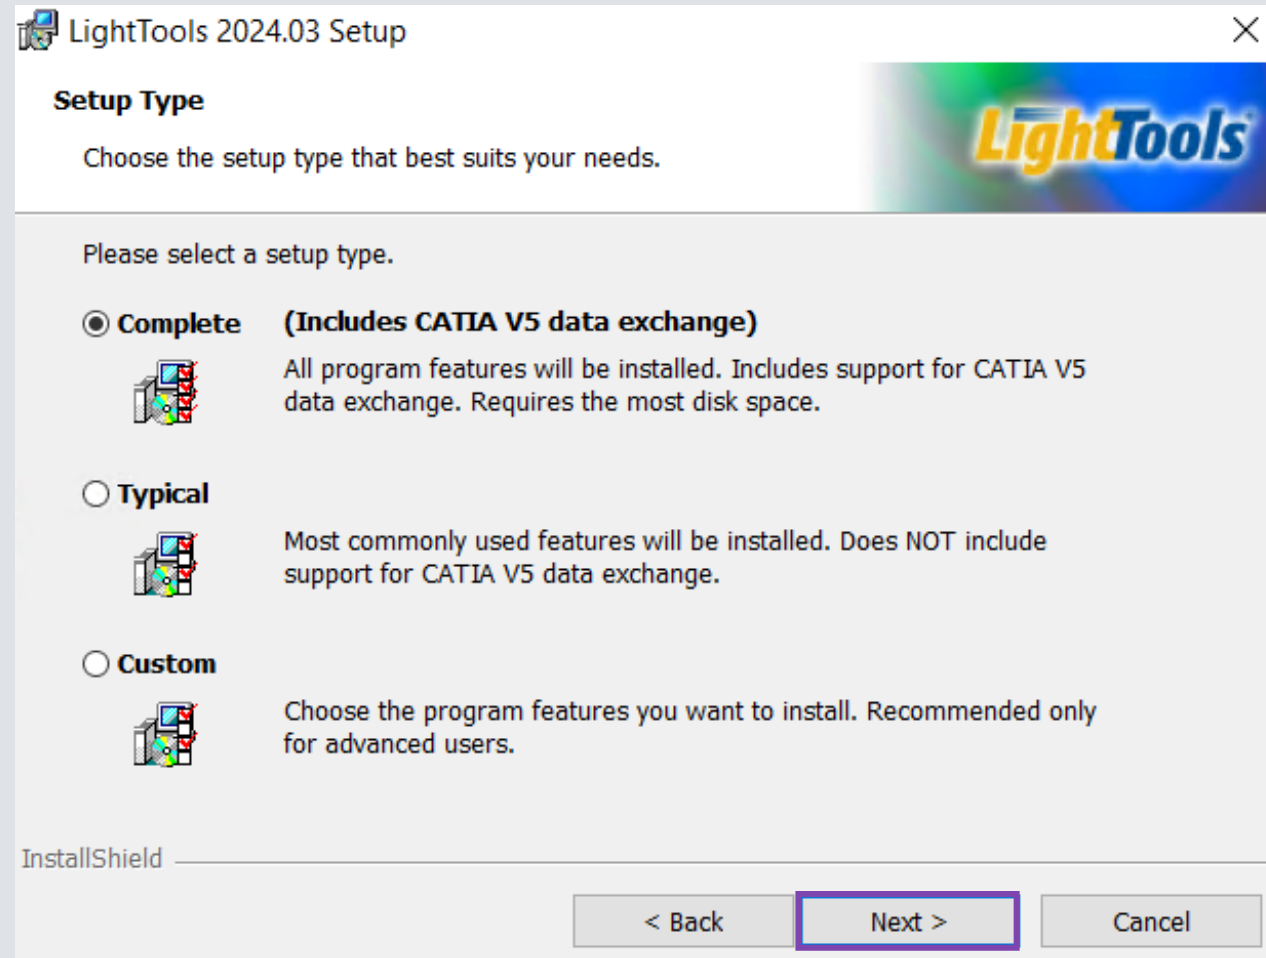 LightTools 2024.03 Setup
Setup Type
Choose the setup type that best suits your needs.
LightTools
Please select a setup type.
Complete (Includes CATIA V5 data exchange)
All program features will be installed. Includes support for CATIA V5
data exchange. Requires the most disk space.
Typical
Most commonly used features will be installed. Does NOT include
support for CATIA V5 data exchange.
Custom
Choose the program features you want to install. Recommended only
for advanced users.
InstallShield
< Back Next > Cancel